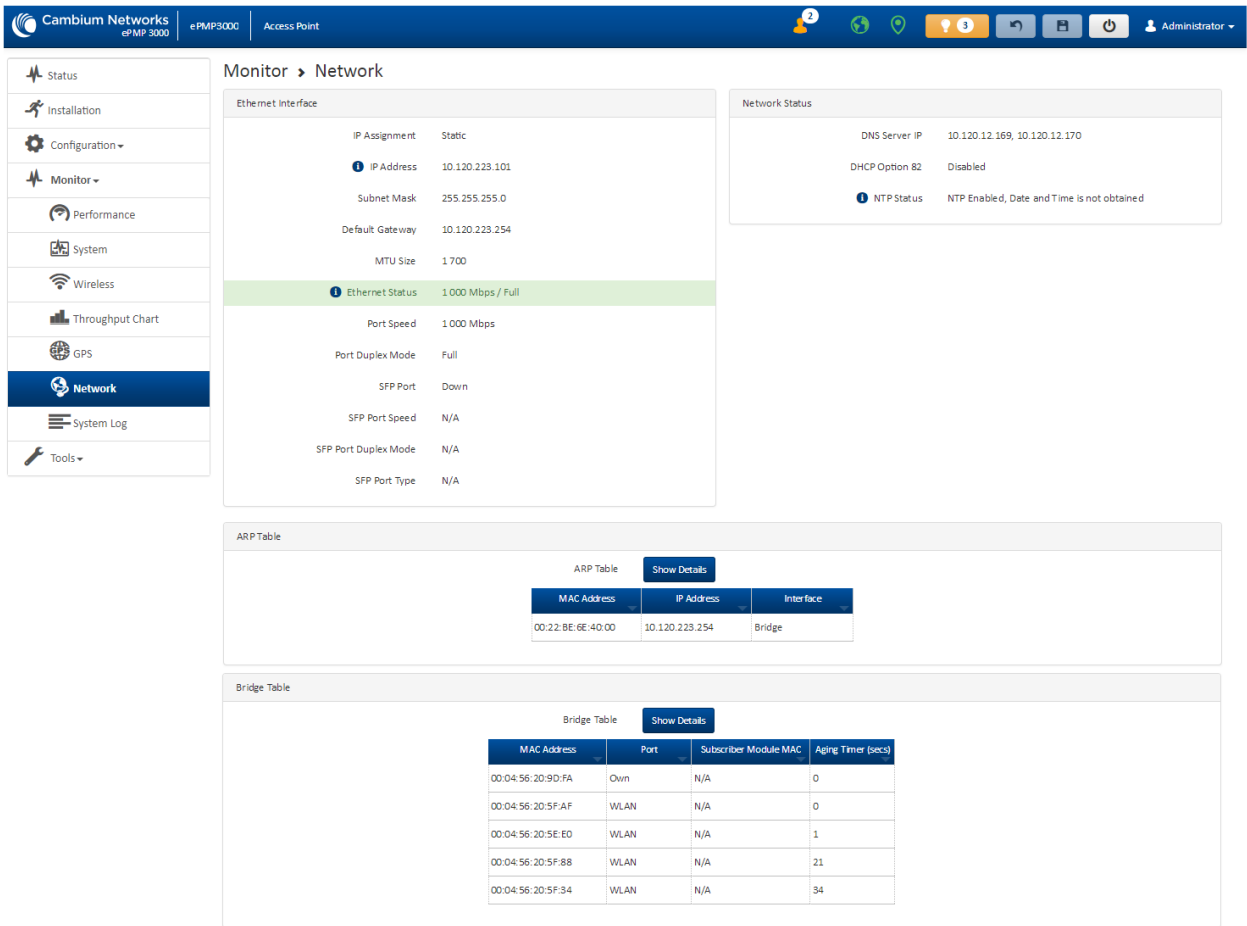 Cambium Networks
ePMP 3000
ePMP3000
Access Point
2
3
Administrator
Status
Installation
Configuration
Monitor
Performance
System
Wireless
Throughput Chart
GPS
GPS
Network
System Log
Tools
Monitor > Network
Ethernet Interface
IP Assignment Static
IP Address 10.120.223.101
Subnet Mask 255.255.255.0
Default Gateway 10.120.223.254
MTU Size 1700
Ethernet Status 1000 Mbps / Full
Port Speed 1000 Mbps
Port Duplex Mode Full
SFP Port Down
SFP Port Speed N/A
SFP Port Duplex Mode N/A
SFP Port Type N/A
Network Status
DNS Server IP 10.120.12.169, 10.120.12.170
DHCP Option 82 Disabled
NTP Status NTP Enabled, Date and Time is not obtained
ARP Table
ARP Table Show Details
MAC Address IP Address Interface
00:22:BE:6E:40:00 10.120.223.254 Bridge
Bridge Table
Bridge Table Show Details
MAC Address Port Subscriber Module MAC Aging Timer (secs)
00:04:56:20:9D:FA Own N/A 0
00:04:56:20:5F:AF WLAN N/A 0
00:04:56:20:5E:E0 WLAN N/A 1
00:04:56:20:5F:88 WLAN N/A 21
00:04:56:20:5F:34 WLAN N/A 34